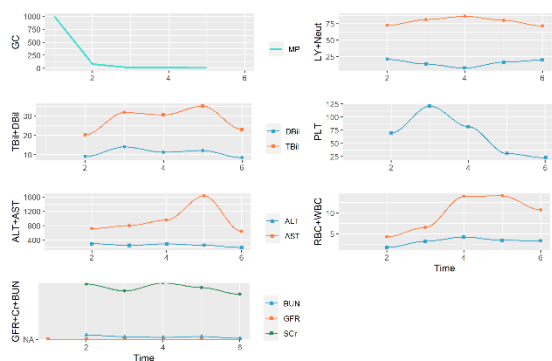 GC
1000
750
500
250
0
2
4
6
MP
LY+Neut
75
50
25
2
4
6
TBil+DBil
30
20
10
2
4
6
DBil
TBil
PLT
125
100
75
50
25
2
4
6
ALT+AST
1600
1200
800
400
2
4
6
ALT
AST
RBC+WBC
10
5
2
4
6
Time
GFR+Cr+BUN
NA
2
4
6
Time
BUN
GFR
SCr